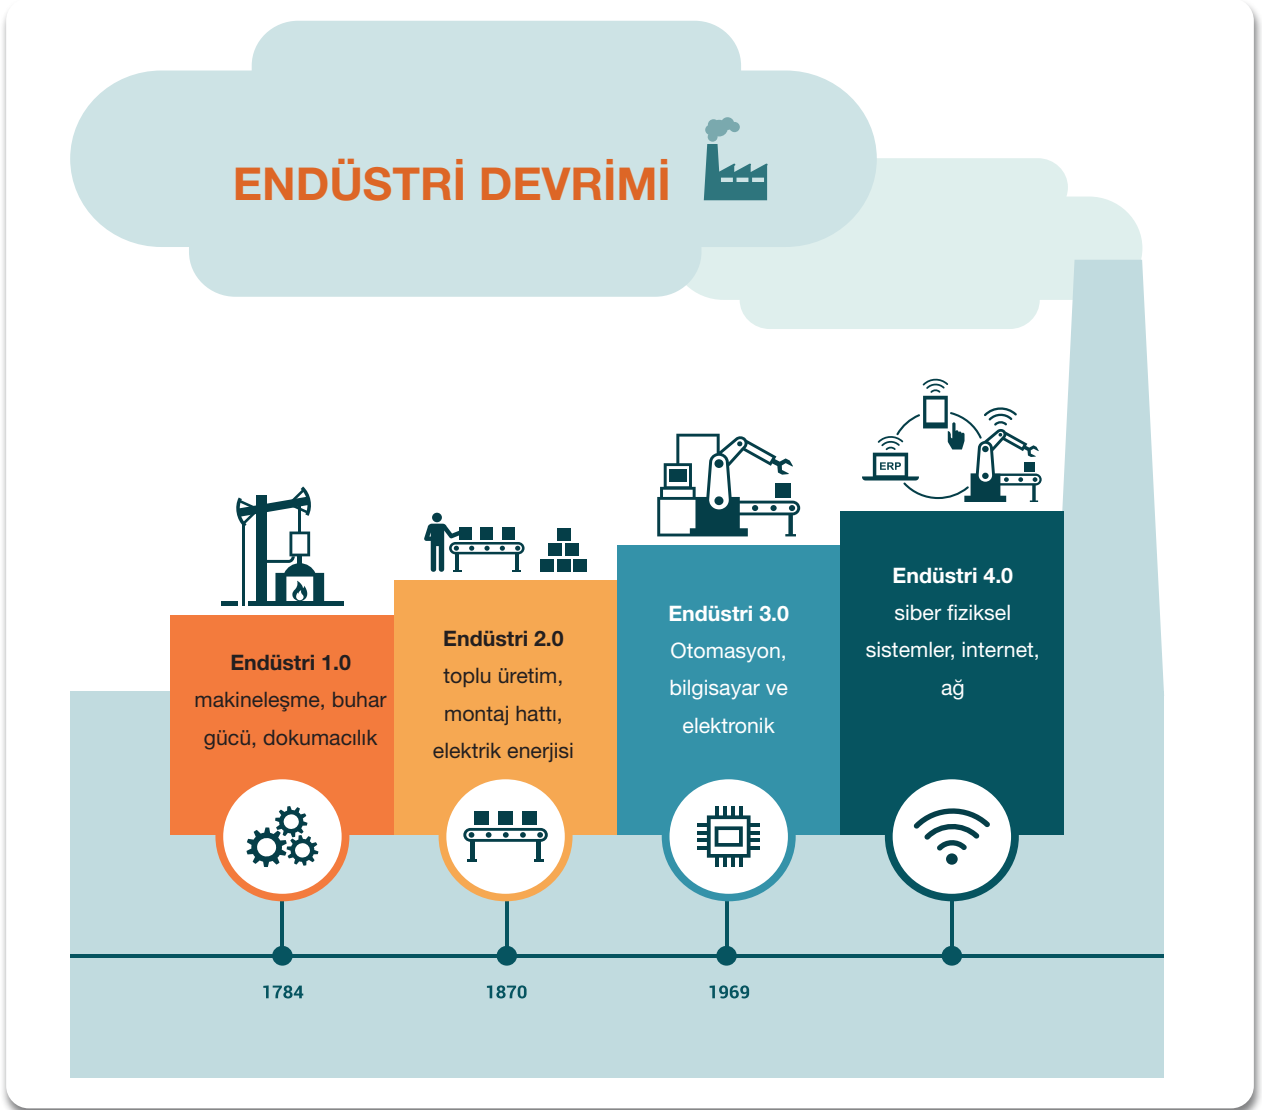 ENDÜSTRİ DEVRİMİ
ERP
Endüstri 1.0
makineleşme, buhar
gücü, dokumacılık
Endüstri 2.0
toplu üretim,
montaj hattı,
elektrik enerjisi
Endüstri 3.0
Otomasyon,
bilgisayar ve
elektronik
Endüstri 4.0
siber fiziksel
sistemler, internet,
ağ
1784
1870
1969